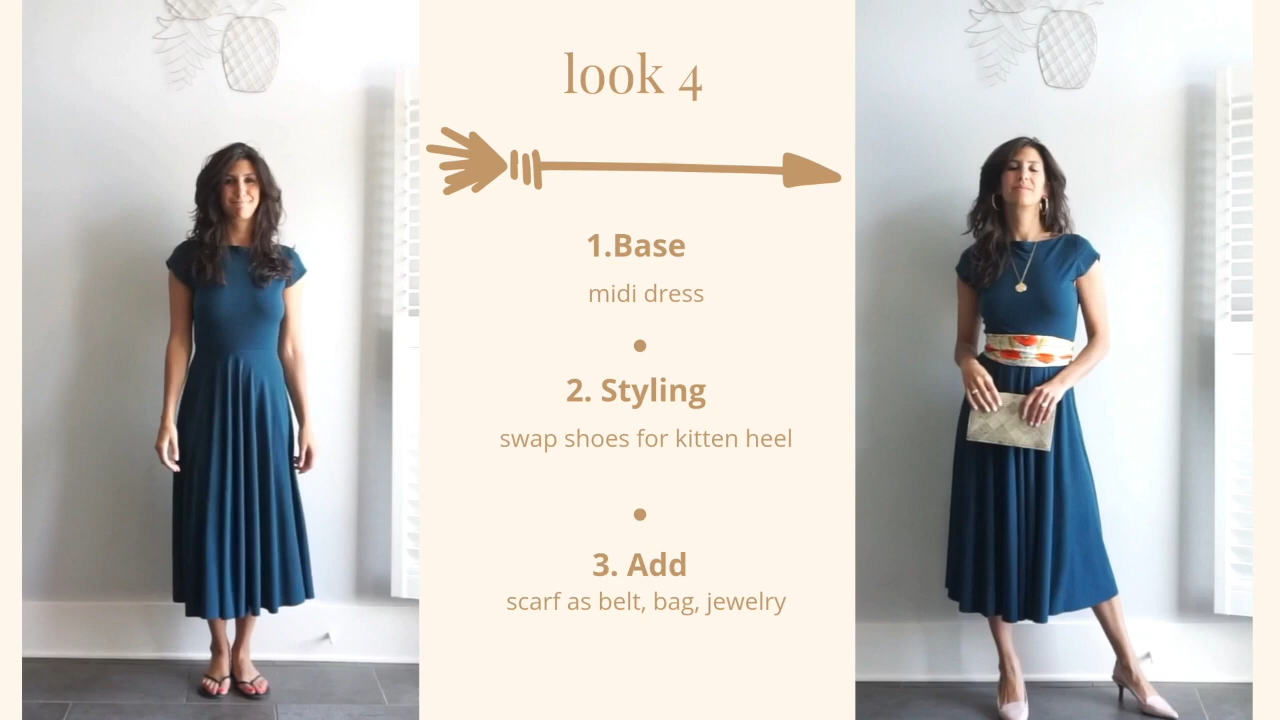 look 4
1.Base
midi dress
2. Styling
swap shoes for kitten heel
3. Add
scarf as belt, bag, jewelry